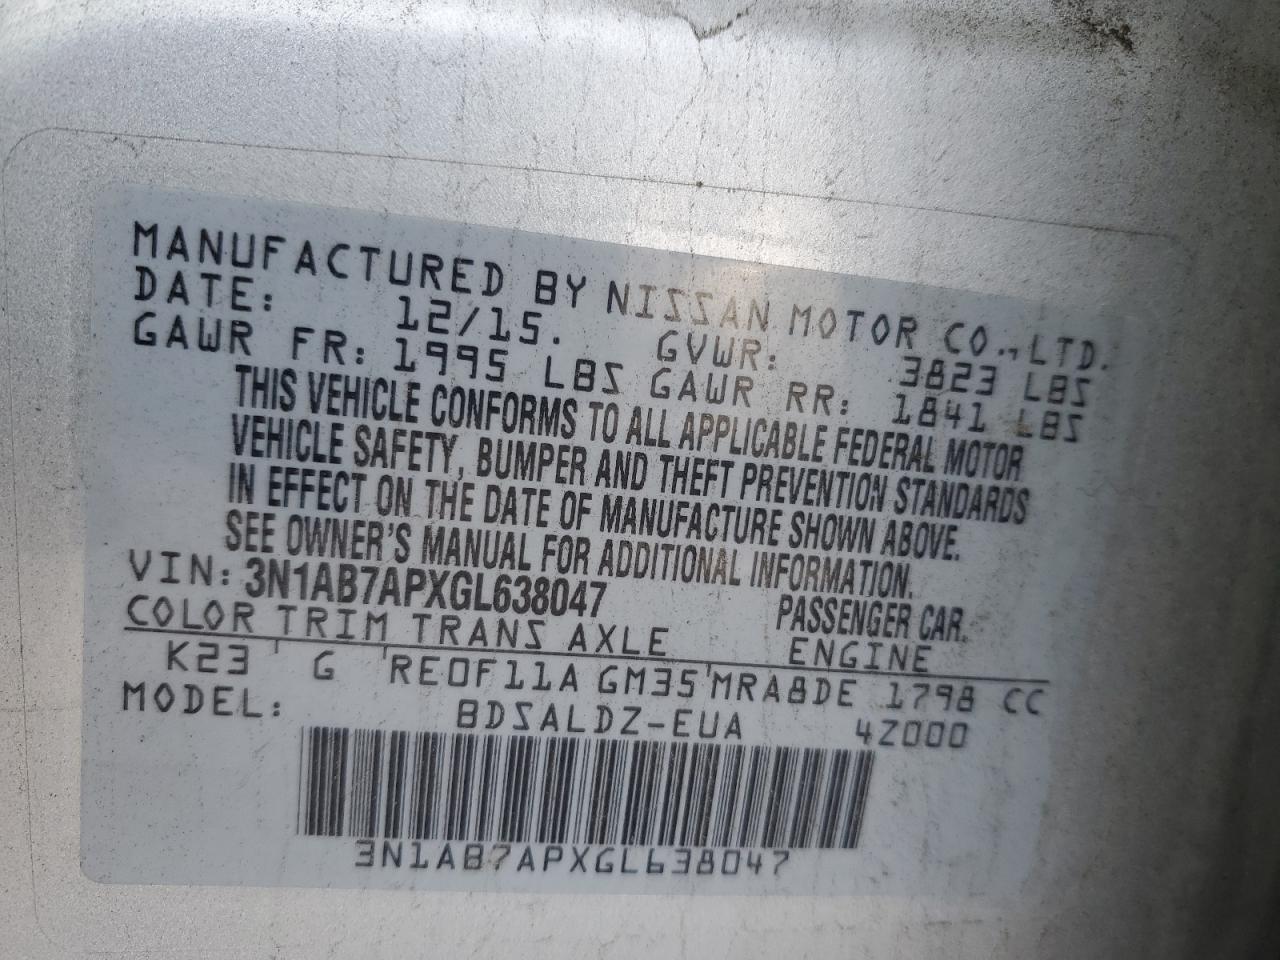 MANUFACTURED BY NISSAN MOTOR CO.,LTD.
DATE: 12/15. GVWR: 3823 LBS
GAWR FR: 1995 LBS GAWR RR: 1841 LBS
THIS VEHICLE CONFORMS TO ALL APPLICABLE FEDERAL MOTOR
VEHICLE SAFETY, BUMPER AND THEFT PREVENTION STANDARDS
IN EFFECT ON THE DATE OF MANUFACTURE SHOWN ABOVE.
SEE OWNER'S MANUAL FOR ADDITIONAL INFORMATION.
VIN: 3N1AB7APXGL638047 PASSENGER CAR.
COLOR TRIM TRANS AXLE ENGINE
K23 G RE0F11A GM35 MRA8DE 1798 CC
MODEL: BDSALDZ-EUA 4Z000
3N1AB7APXGL638047